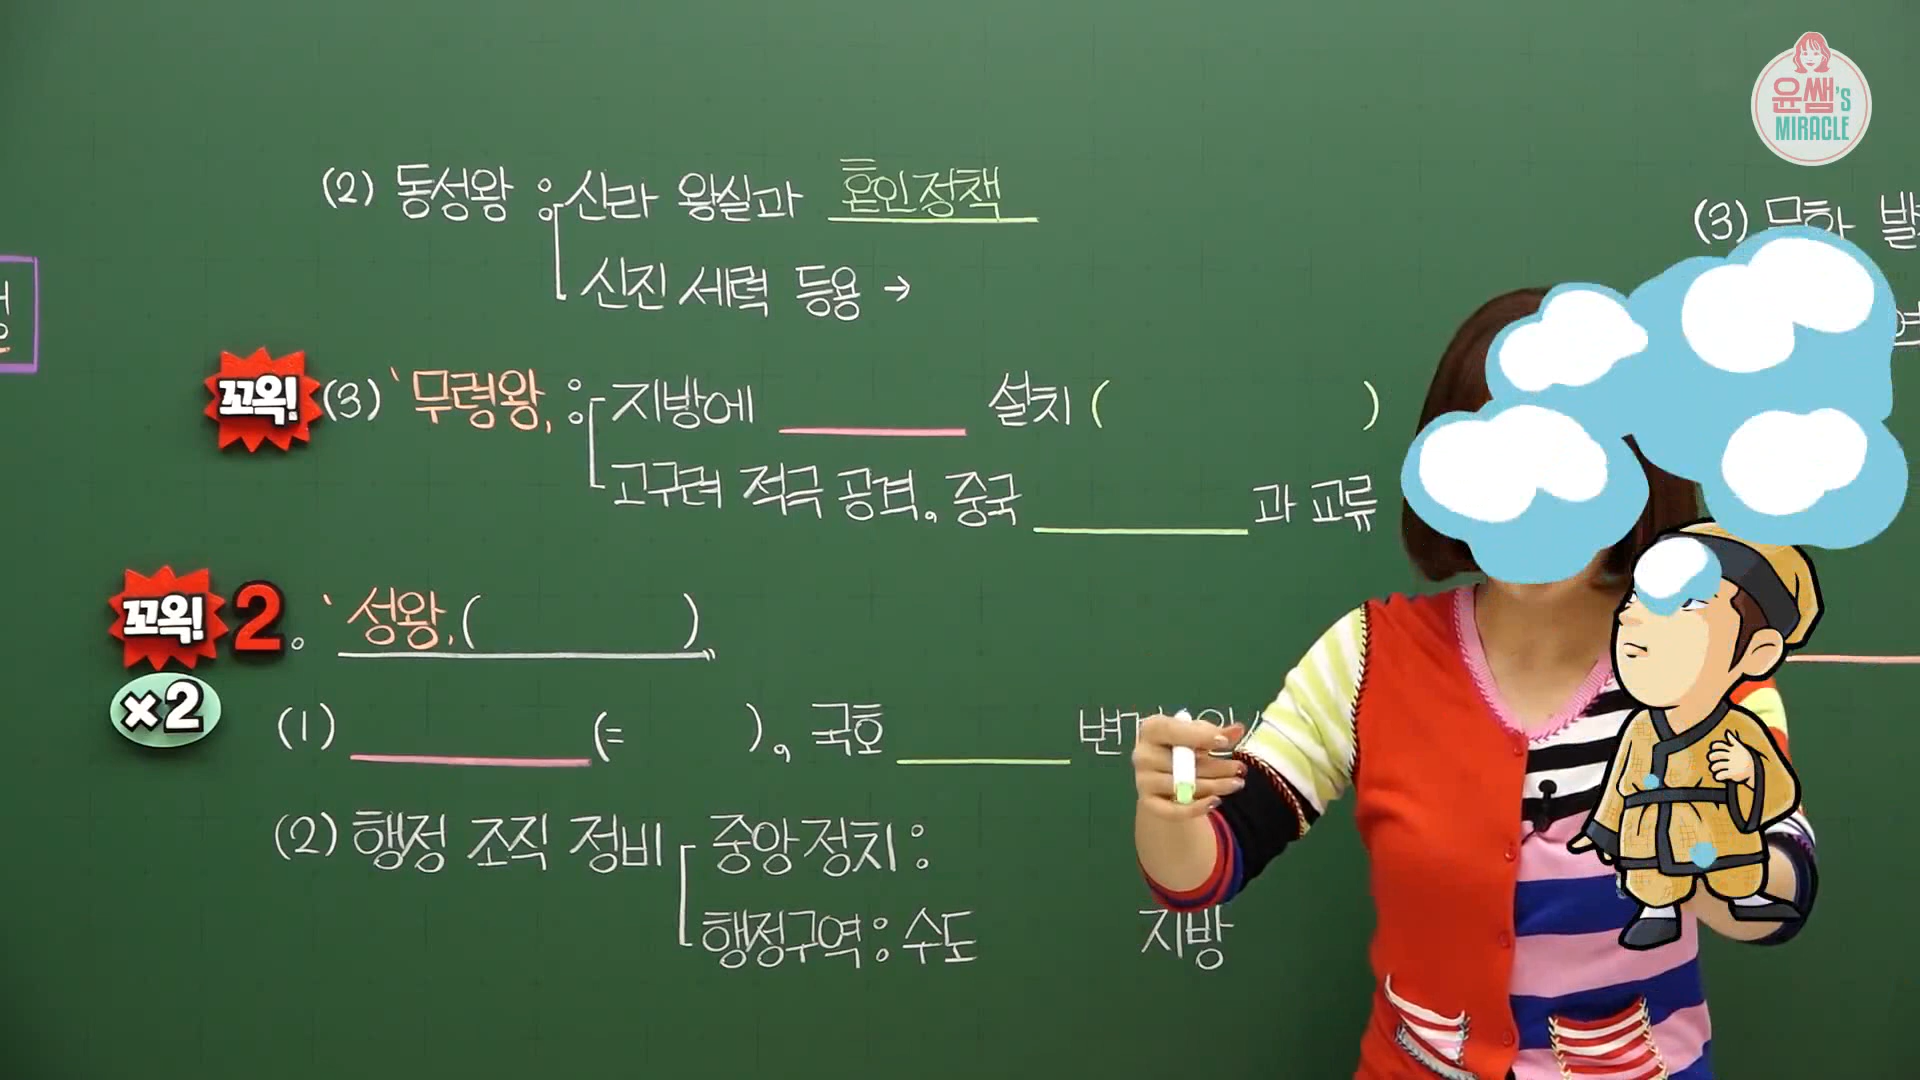 윤쌤's
MIRACLE
(2) 동성왕 : 신라 왕실과 혼인정책
신진 세력 등용 →
꼬옥! (3) '무령왕, : 지방에 설치 ( )
고구려 적극 공격, 중국 과 교류
꼬옥! 2. '성왕, ( )
×2
(1) (= ), 국호
(2) 행정 조직 정비 중앙 정치 :
행정구역 : 수도 지방
(3)